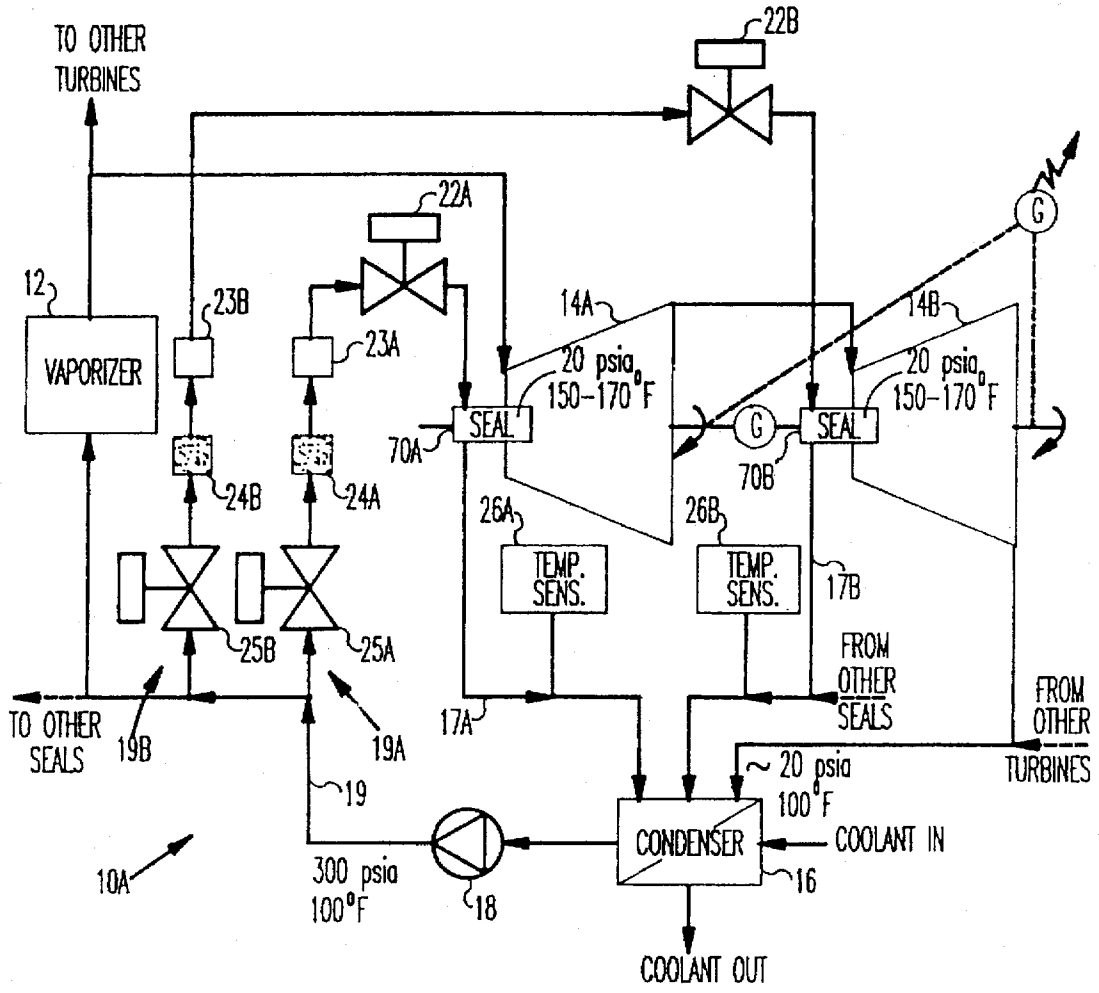 TO OTHER
TURBINES
22B
22A
G
12
23B
23A
14A
14B
VAPORIZER
20 psia,
150-170°F
20 psia,
150-170°F
SEAL
G
SEAL
70A
70B
24B
24A
26A
26B
TEMP.
SENS.
TEMP.
SENS.
17B
25B
25A
FROM
OTHER
SEALS
FROM
OTHER
TURBINES
TO OTHER
SEALS
19B
19A
17A
19
~ 20 psia
100°F
CONDENSER
COOLANT IN
16
10A
300 psia
100°F
18
COOLANT OUT